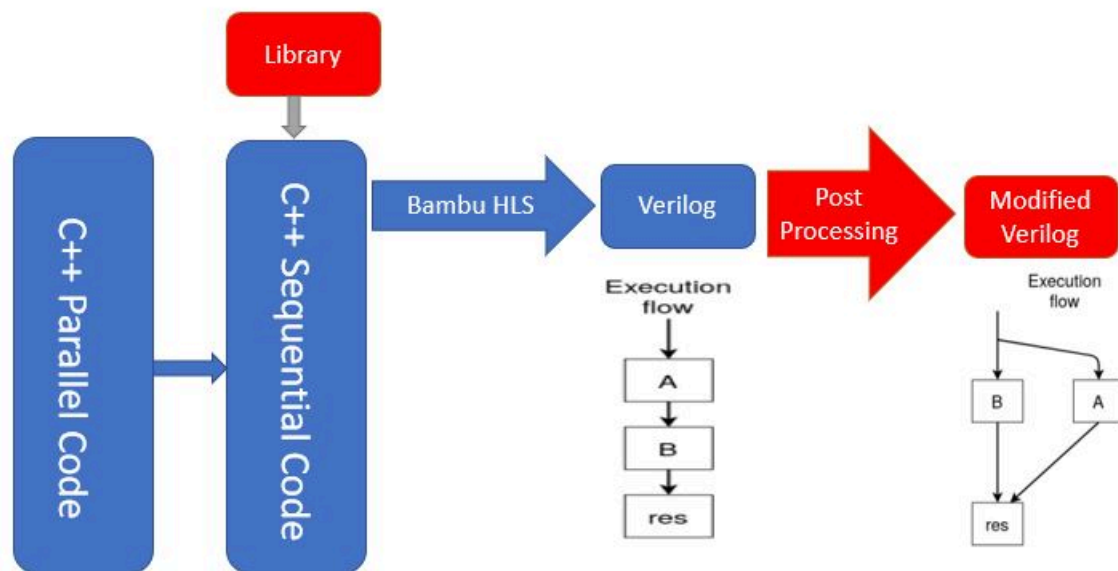 Library
C++ Parallel Code
C++ Sequential Code
Bambu HLS
Verilog
Post
Processing
Modified
Verilog
Execution
flow
A
B
res
Execution
flow
B
A
res